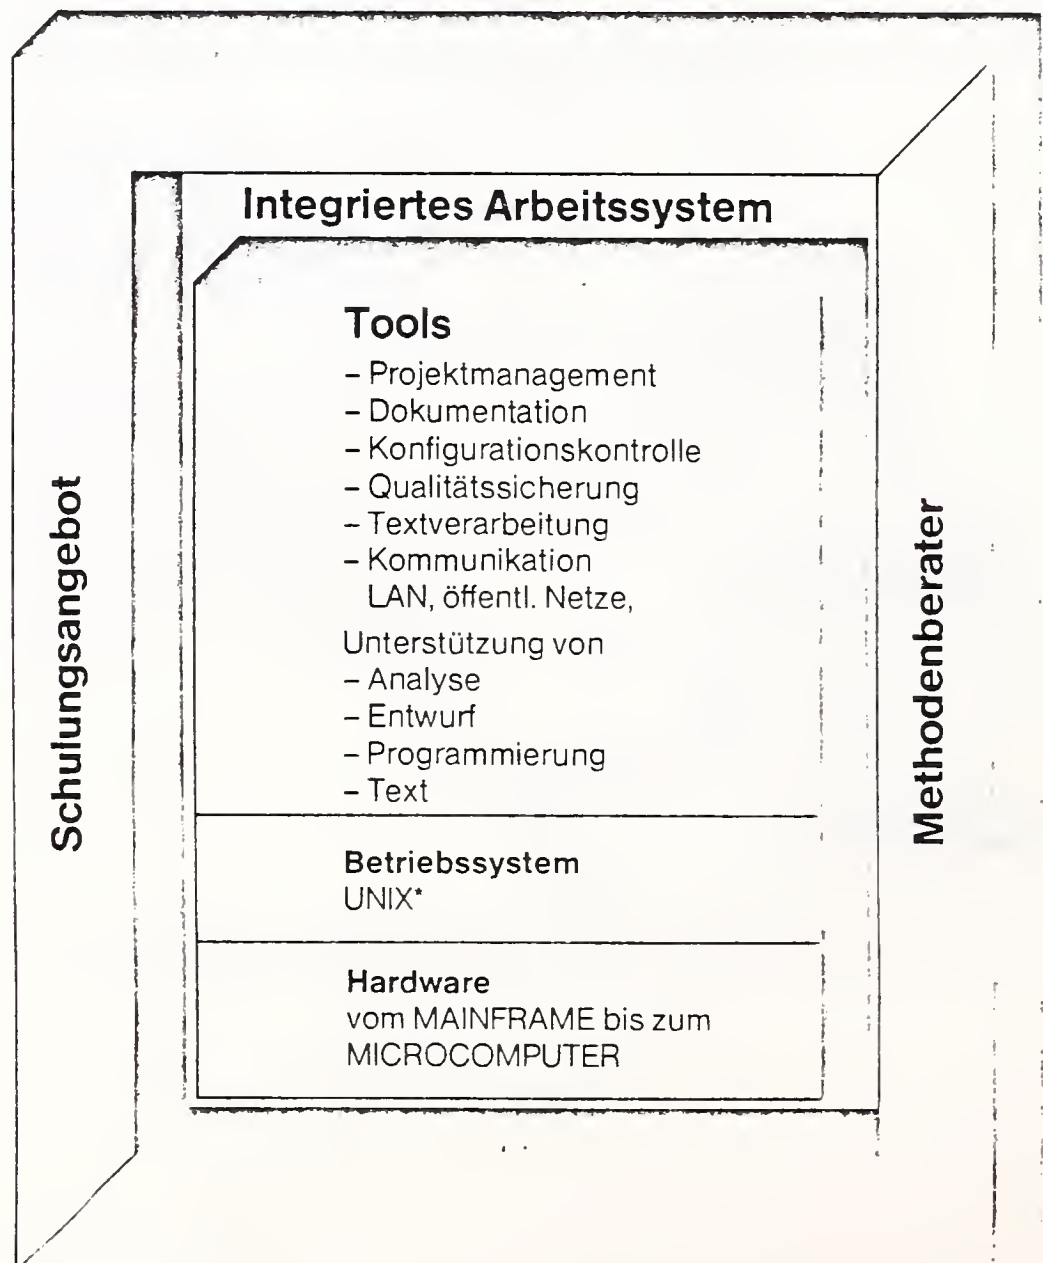 Integriertes Arbeitssystem
Schulungsangebot
Tools
– Projektmanagement
– Dokumentation
– Konfigurationskontrolle
– Qualitätssicherung
– Textverarbeitung
– Kommunikation
LAN, öffentl. Netze,
Unterstützung von
– Analyse
– Entwurf
– Programmierung
– Text
Betriebssystem
UNIX*
Hardware
vom MAINFRAME bis zum
MICROCOMPUTER
Methodenberater